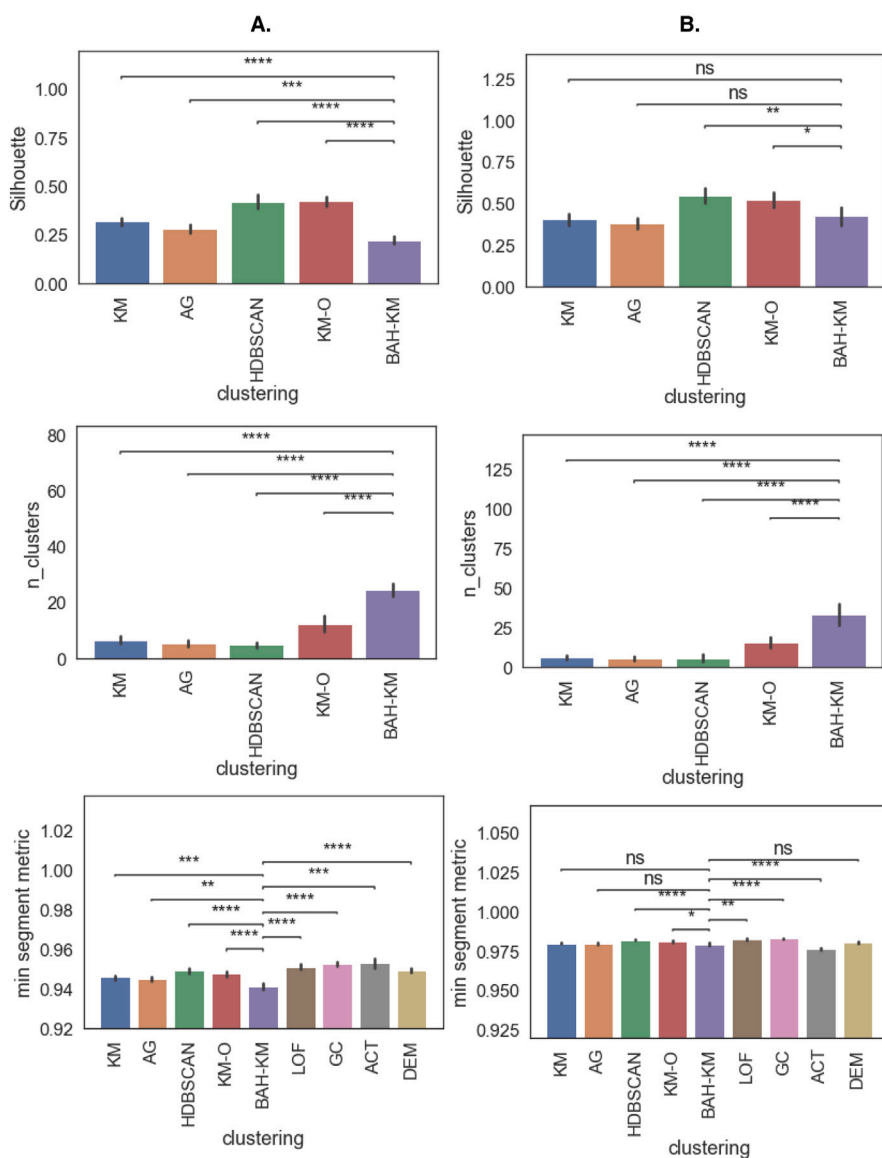 A.
Silhouette
1.00
0.75
0.50
0.25
0.00
****
***
****
****
KM
AG
HDBSCAN
KM-O
BAH-KM
clustering
B.
Silhouette
1.25
1.00
0.75
0.50
0.25
0.00
ns
ns
**
*
KM
AG
HDBSCAN
KM-O
BAH-KM
clustering
n_clusters
80
60
40
20
0
****
****
****
****
KM
AG
HDBSCAN
KM-O
BAH-KM
clustering
n_clusters
125
100
75
50
25
0
****
****
****
****
KM
AG
HDBSCAN
KM-O
BAH-KM
clustering
min segment metric
1.02
1.00
0.98
0.96
0.94
0.92
****
***
***
**
****
****
****
****
KM
AG
HDBSCAN
KM-O
BAH-KM
LOF
GC
ACT
DEM
clustering
min segment metric
1.050
1.025
1.000
0.975
0.950
0.925
ns
ns
****
ns
****
****
**
*
KM
AG
HDBSCAN
KM-O
BAH-KM
LOF
GC
ACT
DEM
clustering